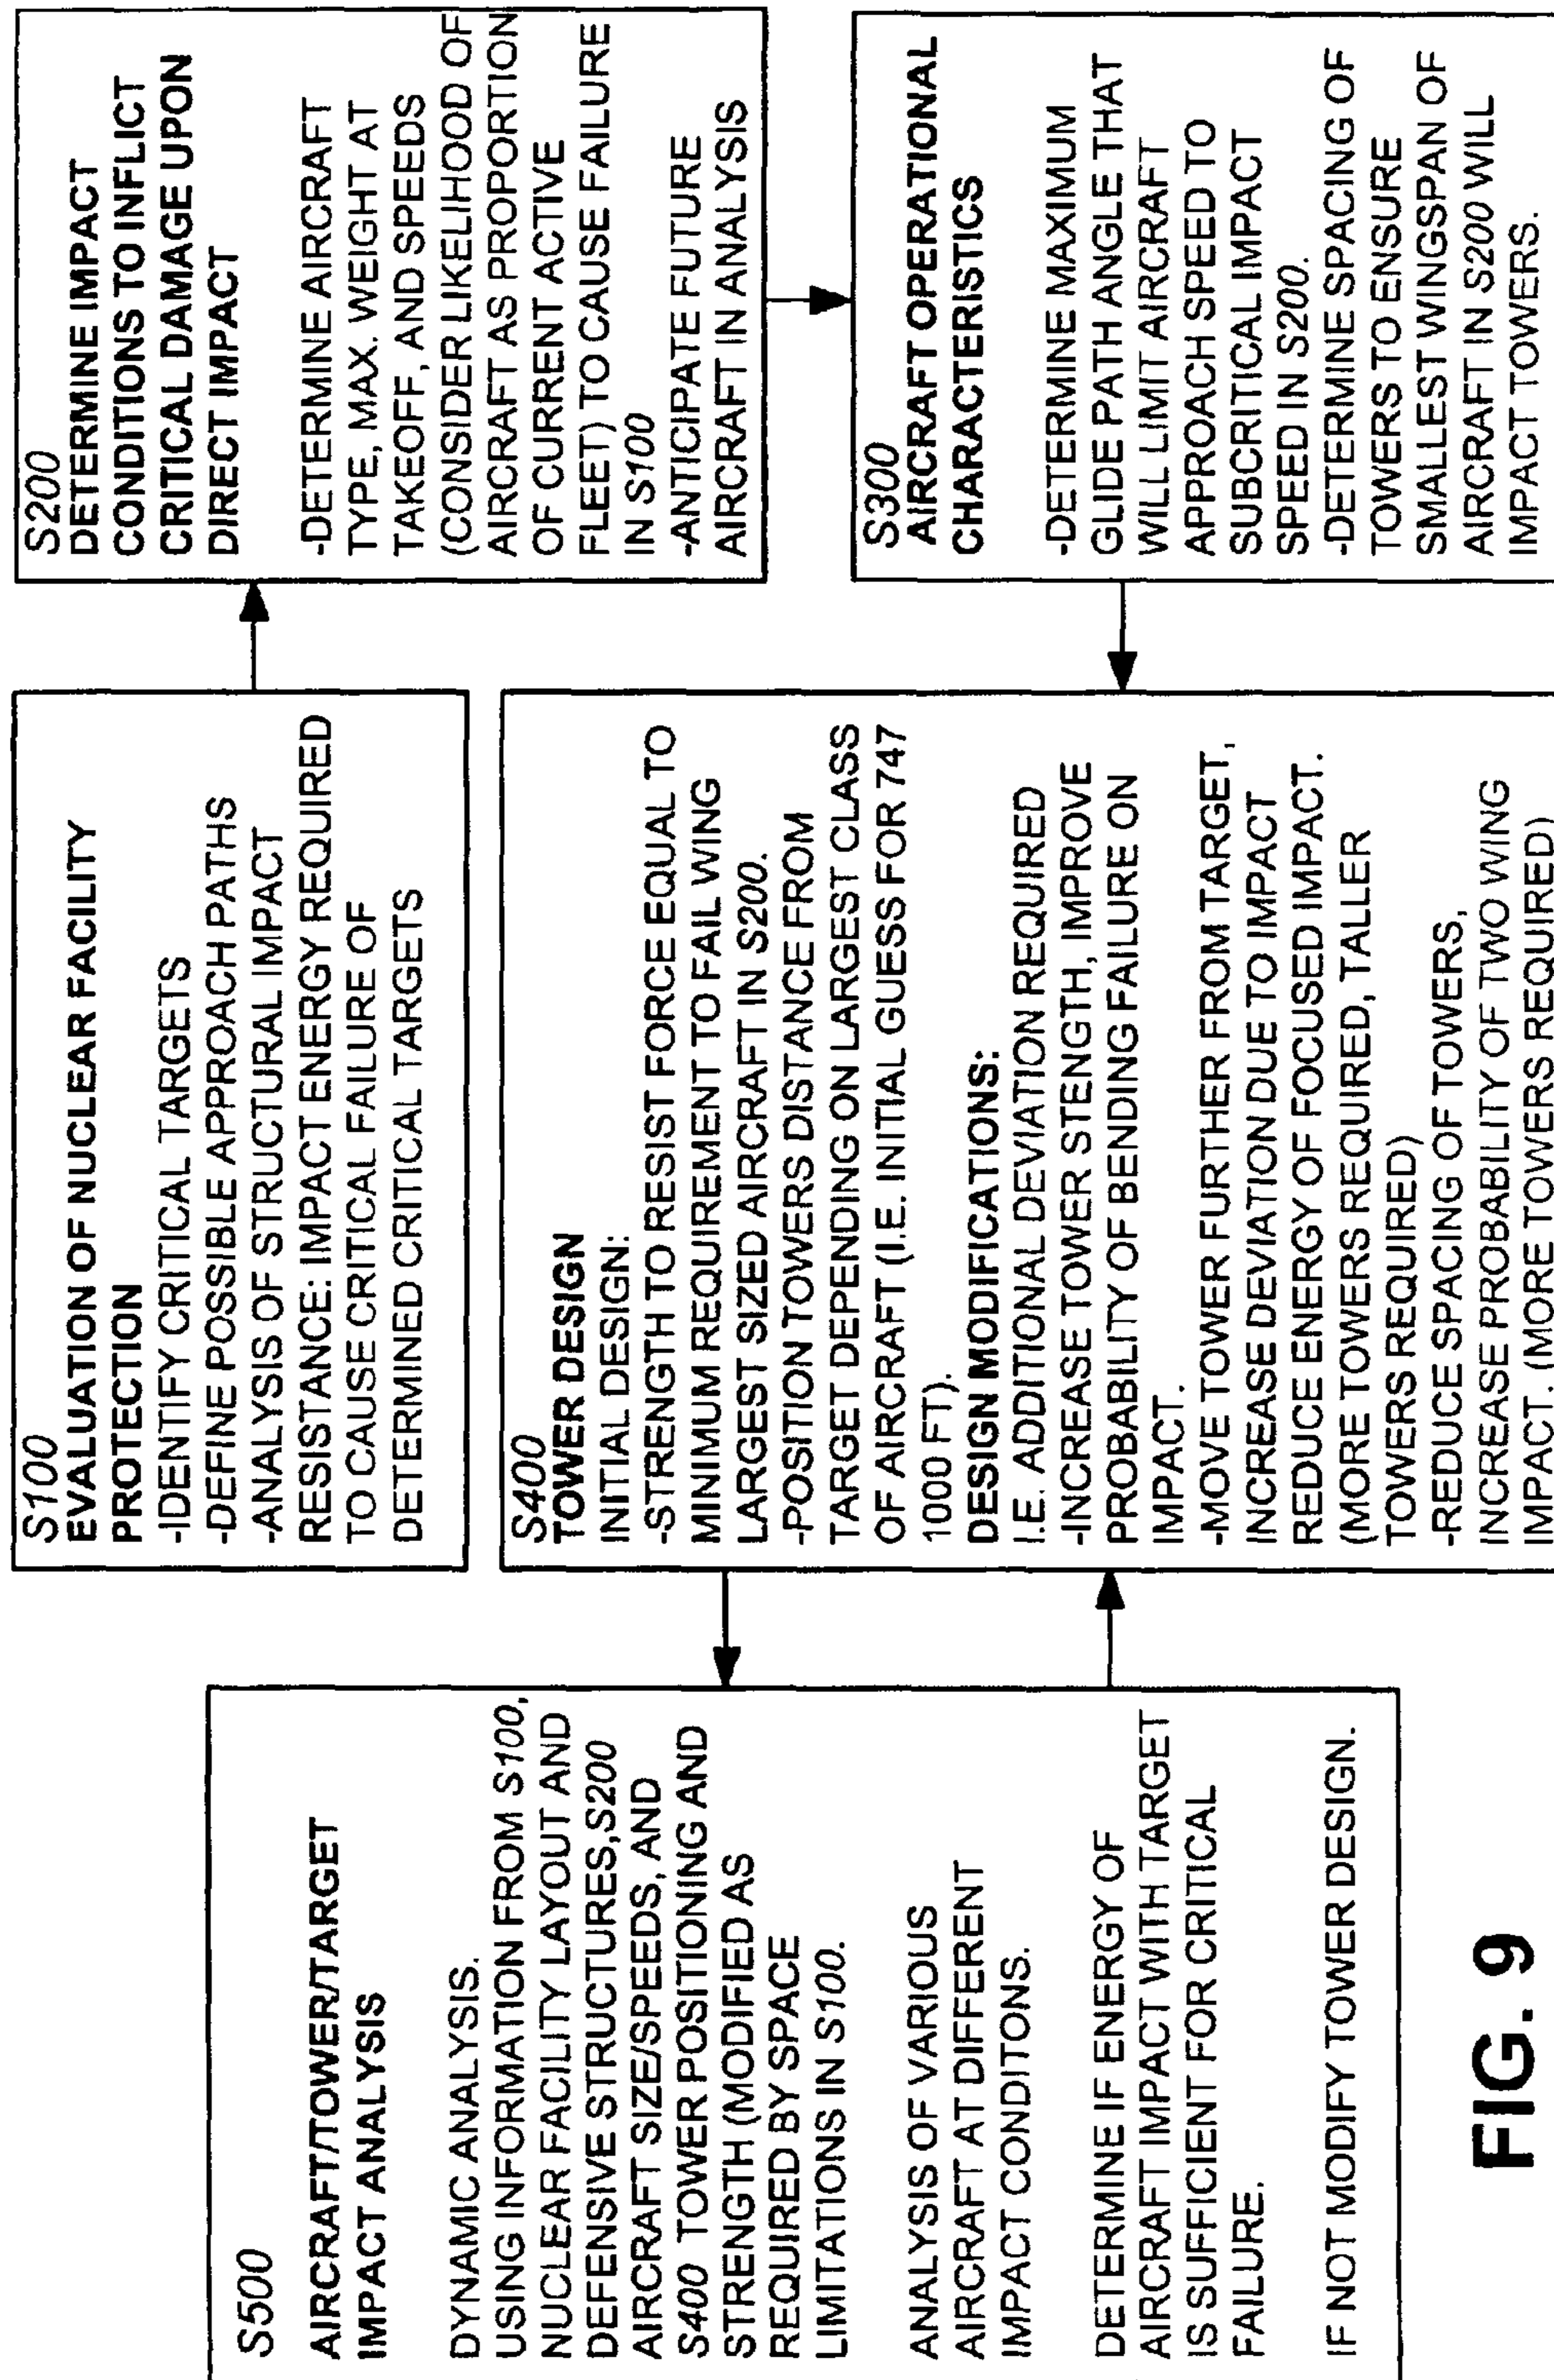 S100
EVALUATION OF NUCLEAR FACILITY
PROTECTION
-IDENTIFY CRITICAL TARGETS
-DEFINE POSSIBLE APPROACH PATHS
-ANALYSIS OF STRUCTURAL IMPACT
RESISTANCE: IMPACT ENERGY REQUIRED
TO CAUSE CRITICAL FAILURE OF
DETERMINED CRITICAL TARGETS
S200
DETERMINE IMPACT
CONDITIONS TO INFLICT
CRITICAL DAMAGE UPON
DIRECT IMPACT
-DETERMINE AIRCRAFT
TYPE, MAX. WEIGHT AT
TAKEOFF, AND SPEEDS
(CONSIDER LIKELIHOOD OF
AIRCRAFT AS PROPORTION
OF CURRENT ACTIVE
FLEET) TO CAUSE FAILURE
IN S100
-ANTICIPATE FUTURE
AIRCRAFT IN ANALYSIS
S300
AIRCRAFT OPERATIONAL
CHARACTERISTICS
-DETERMINE MAXIMUM
GLIDE PATH ANGLE THAT
WILL LIMIT AIRCRAFT
APPROACH SPEED TO
SUBCRITICAL IMPACT
SPEED IN S200.
-DETERMINE SPACING OF
TOWERS TO ENSURE
SMALLEST WINGSPAN OF
AIRCRAFT IN S200 WILL
IMPACT TOWERS.
S400
TOWER DESIGN
INITIAL DESIGN:
-STRENGTH TO RESIST FORCE EQUAL TO
MINIMUM REQUIREMENT TO FAIL WING
LARGEST SIZED AIRCRAFT IN S200.
-POSITION TOWERS DISTANCE FROM
TARGET DEPENDING ON LARGEST CLASS
OF AIRCRAFT (I.E. INITIAL GUESS FOR 747
1000 FT).
DESIGN MODIFICATIONS:
I.E. ADDITIONAL DEVIATION REQUIRED
-INCREASE TOWER STENGTH, IMPROVE
PROBABILITY OF BENDING FAILURE ON
IMPACT.
-MOVE TOWER FURTHER FROM TARGET,
INCREASE DEVIATION DUE TO IMPACT
REDUCE ENERGY OF FOCUSED IMPACT.
(MORE TOWERS REQUIRED, TALLER
TOWERS REQUIRED)
-REDUCE SPACING OF TOWERS,
INCREASE PROBABILITY OF TWO WING
IMPACT. (MORE TOWERS REQUIRED)
S500
AIRCRAFT/TOWER/TARGET
IMPACT ANALYSIS
DYNAMIC ANALYSIS.
USING INFORMATION FROM S100,
NUCLEAR FACILITY LAYOUT AND
DEFENSIVE STRUCTURES,S200
AIRCRAFT SIZE/SPEEDS, AND
S400 TOWER POSITIONING AND
STRENGTH (MODIFIED AS
REQUIRED BY SPACE
LIMITATIONS IN S100.
ANALYSIS OF VARIOUS
AIRCRAFT AT DIFFERENT
IMPACT CONDITONS.
DETERMINE IF ENERGY OF
AIRCRAFT IMPACT WITH TARGET
IS SUFFICIENT FOR CRITICAL
FAILURE.
IF NOT MODIFY TOWER DESIGN.
FIG. 9